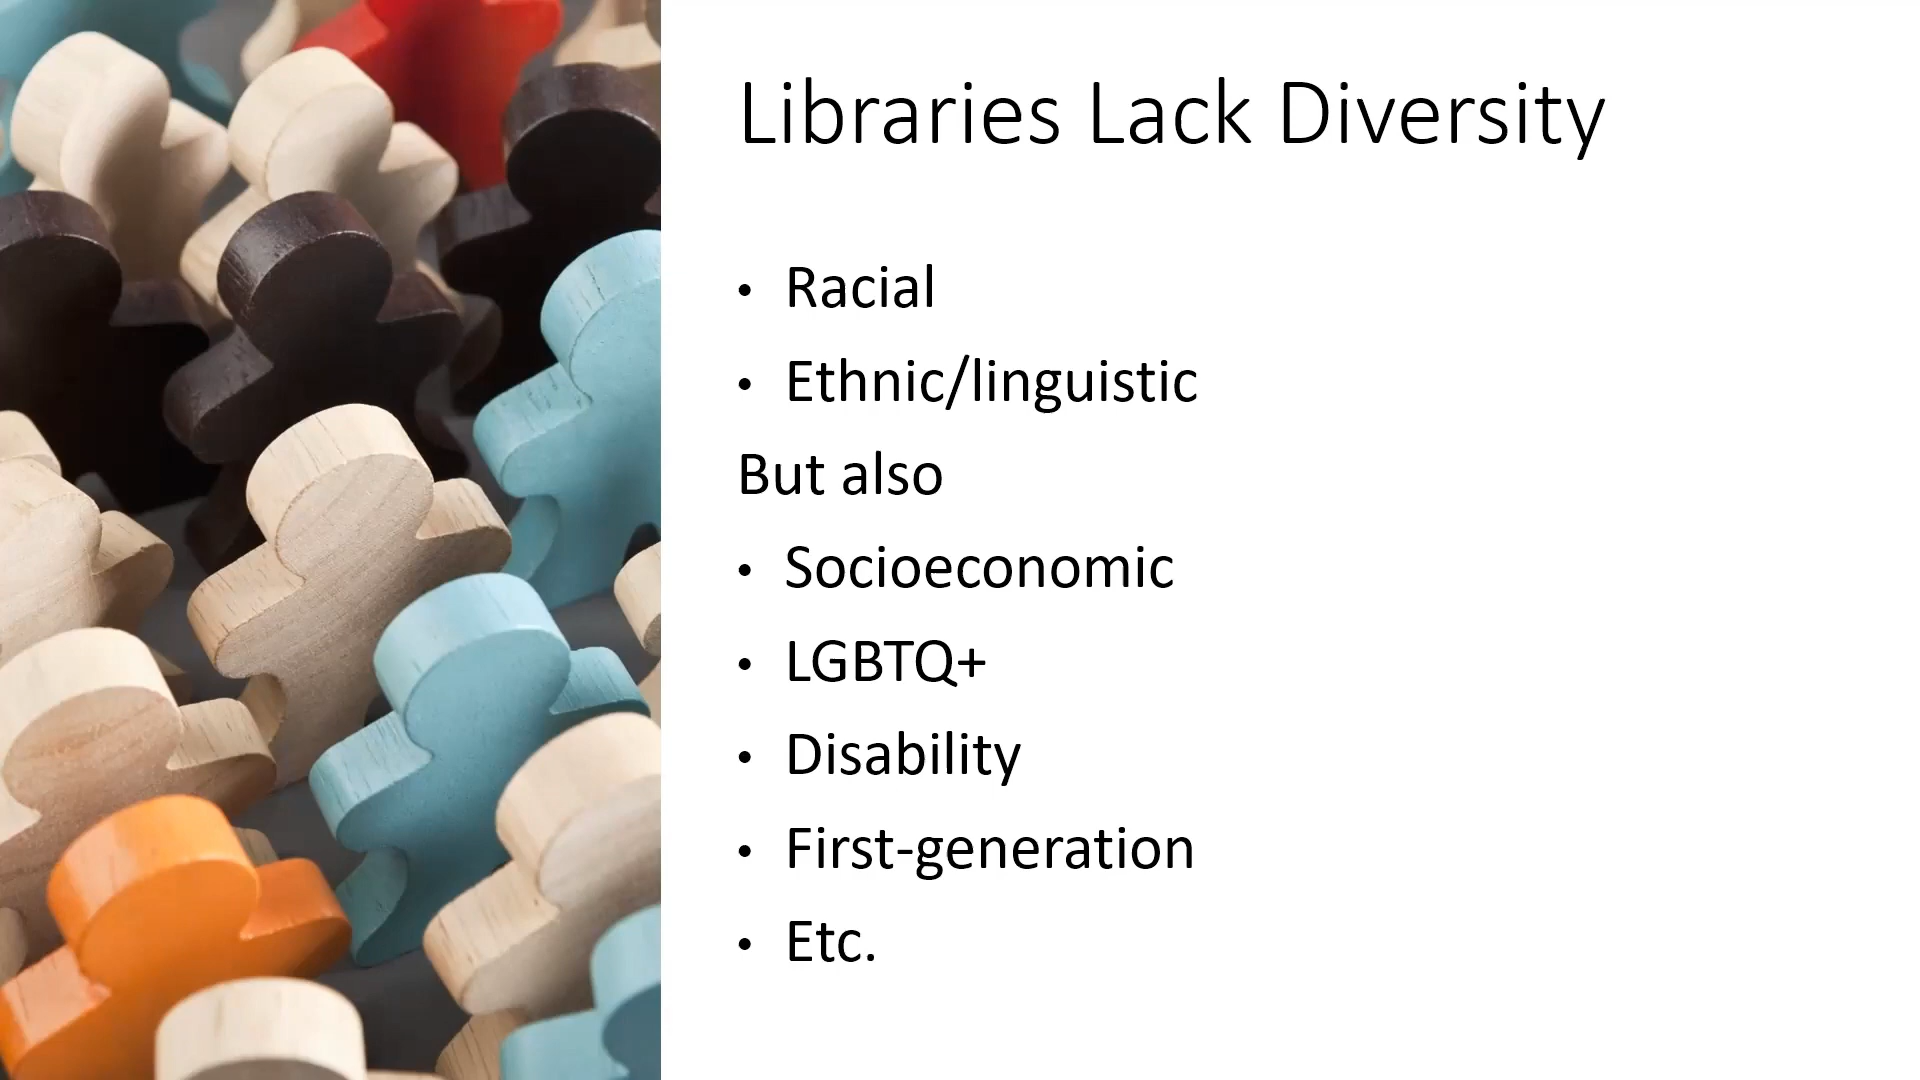 Libraries Lack Diversity
• Racial
• Ethnic/linguistic
But also
• Socioeconomic
• LGBTQ+
• Disability
• First-generation
• Etc.